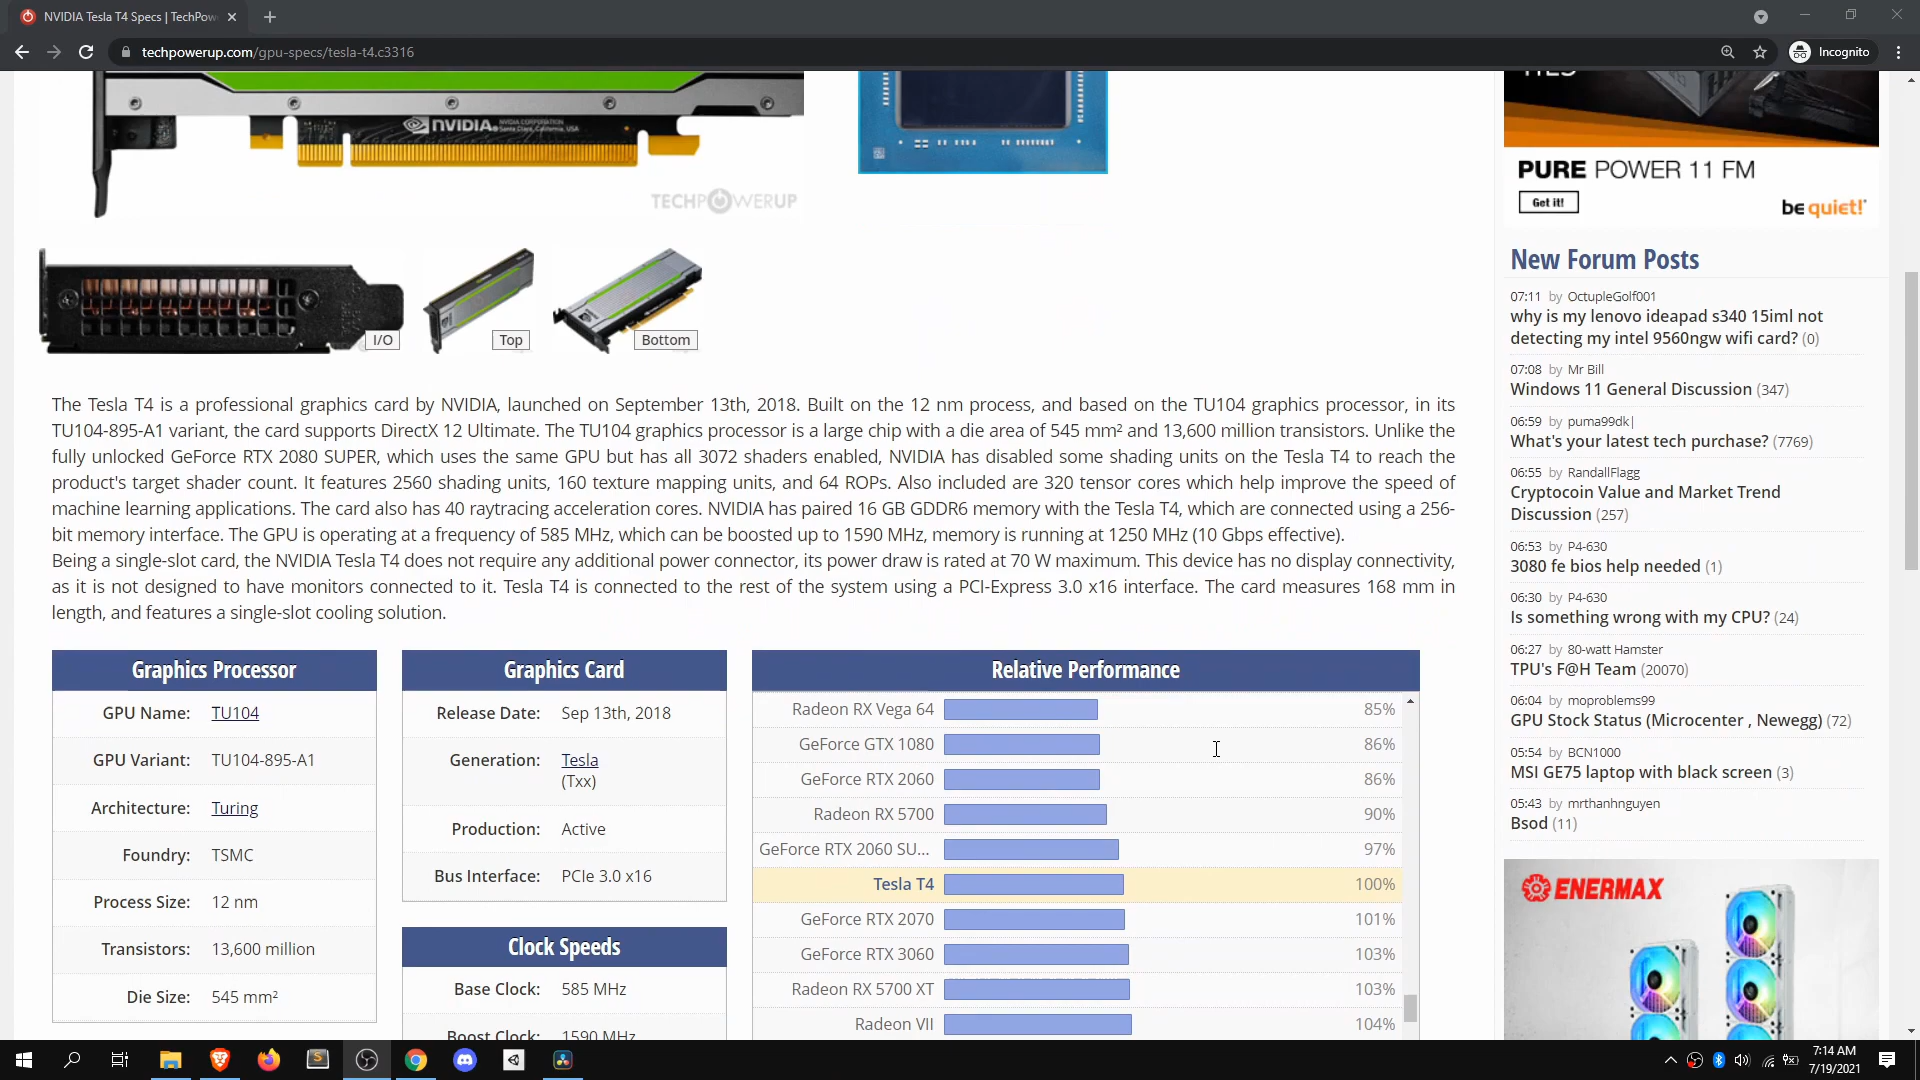 NVIDIA Tesla T4 Specs | TechPow
techpowerup.com/gpu-specs/tesla-t4.c3316
Incognito
NVIDIA.
NVIDIA CORPORATION
Santa Clara, California, USA
TECHPOWERUP
I/O
Top
Bottom
The Tesla T4 is a professional graphics card by NVIDIA, launched on September 13th, 2018. Built on the 12 nm process, and based on the TU104 graphics processor, in its
TU104-895-A1 variant, the card supports DirectX 12 Ultimate. The TU104 graphics processor is a large chip with a die area of 545 mm² and 13,600 million transistors. Unlike the
fully unlocked GeForce RTX 2080 SUPER, which uses the same GPU but has all 3072 shaders enabled, NVIDIA has disabled some shading units on the Tesla T4 to reach the
product's target shader count. It features 2560 shading units, 160 texture mapping units, and 64 ROPs. Also included are 320 tensor cores which help improve the speed of
machine learning applications. The card also has 40 raytracing acceleration cores. NVIDIA has paired 16 GB GDDR6 memory with the Tesla T4, which are connected using a 256-
bit memory interface. The GPU is operating at a frequency of 585 MHz, which can be boosted up to 1590 MHz, memory is running at 1250 MHz (10 Gbps effective).
Being a single-slot card, the NVIDIA Tesla T4 does not require any additional power connector, its power draw is rated at 70 W maximum. This device has no display connectivity,
as it is not designed to have monitors connected to it. Tesla T4 is connected to the rest of the system using a PCI-Express 3.0 x16 interface. The card measures 168 mm in
length, and features a single-slot cooling solution.
Graphics Processor
GPU Name: TU104
GPU Variant: TU104-895-A1
Architecture: Turing
Foundry: TSMC
Process Size: 12 nm
Transistors: 13,600 million
Die Size: 545 mm²
Graphics Card
Release Date: Sep 13th, 2018
Generation: Tesla
(Txx)
Production: Active
Bus Interface: PCIe 3.0 x16
Clock Speeds
Base Clock: 585 MHz
Boost Clock: 1590 MHz
Relative Performance
Radeon RX Vega 64 85%
GeForce GTX 1080 86%
GeForce RTX 2060 86%
Radeon RX 5700 90%
GeForce RTX 2060 SU... 97%
Tesla T4 100%
GeForce RTX 2070 101%
GeForce RTX 3060 103%
Radeon RX 5700 XT 103%
Radeon VII 104%
PURE POWER 11 FM
Get it!
be quiet!
New Forum Posts
07:11 by OctupleGolf001
why is my lenovo ideapad s340 15iml not
detecting my intel 9560ngw wifi card? (0)
07:08 by Mr Bill
Windows 11 General Discussion (347)
06:59 by puma99dk|
What's your latest tech purchase? (7769)
06:55 by RandallFlagg
Cryptocoin Value and Market Trend
Discussion (257)
06:53 by P4-630
3080 fe bios help needed (1)
06:30 by P4-630
Is something wrong with my CPU? (24)
06:27 by 80-watt Hamster
TPU's F@H Team (20070)
06:04 by moproblems99
GPU Stock Status (Microcenter , Newegg) (72)
05:54 by BCN1000
MSI GE75 laptop with black screen (3)
05:43 by mrthanhnguyen
Bsod (11)
ENERMAX
7:14 AM
7/19/2021